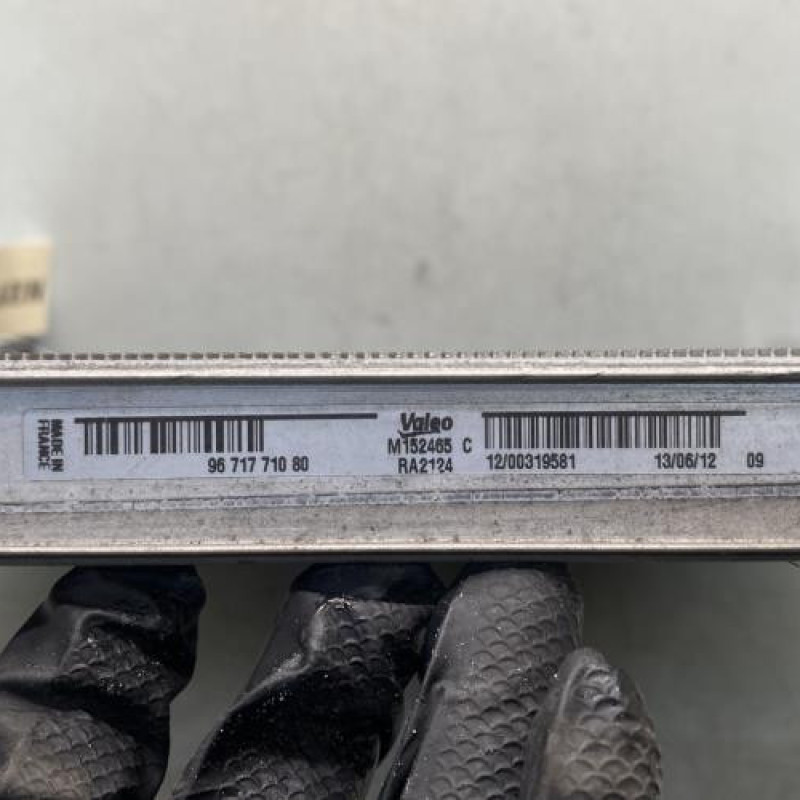 MADE IN
FRANCE
96 717 710 80
Valeo
M152465 C
RA2124
12/00319581 13/06/12 09